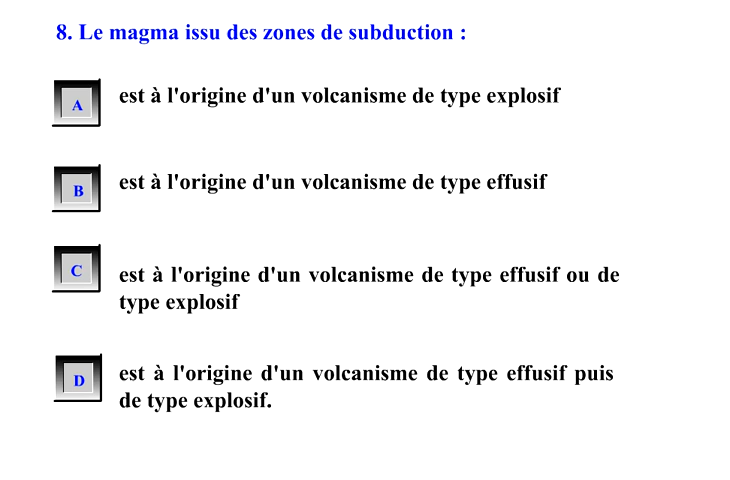 8. Le magma issu des zones de subduction :
A
est à l'origine d'un volcanisme de type explosif
B
est à l'origine d'un volcanisme de type effusif
C
est à l'origine d'un volcanisme de type effusif ou de
type explosif
D
est à l'origine d'un volcanisme de type effusif puis
de type explosif.